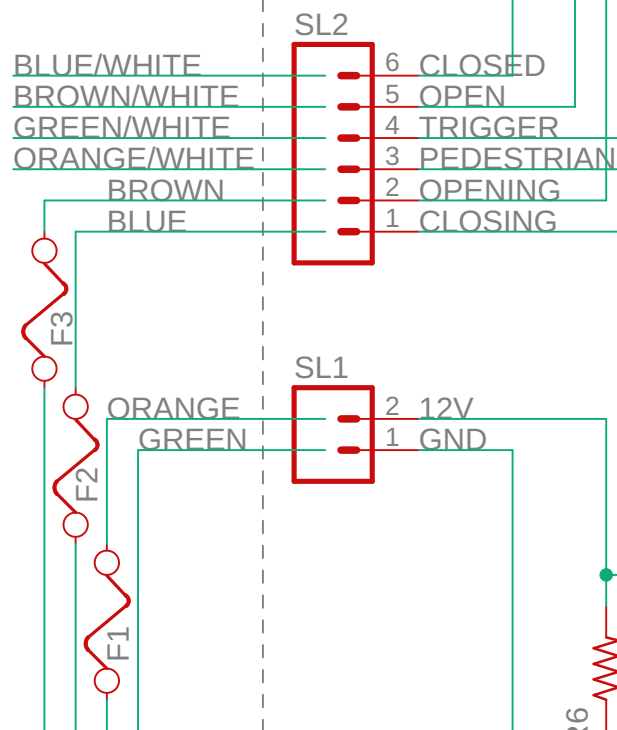 SL2
BLUE/WHITE 6 CLOSED
BROWN/WHITE 5 OPEN
GREEN/WHITE 4 TRIGGER
ORANGE/WHITE 3 PEDESTRIAN
BROWN 2 OPENING
BLUE 1 CLOSING
F3
SL1
ORANGE 2 12V
GREEN 1 GND
F2
F1